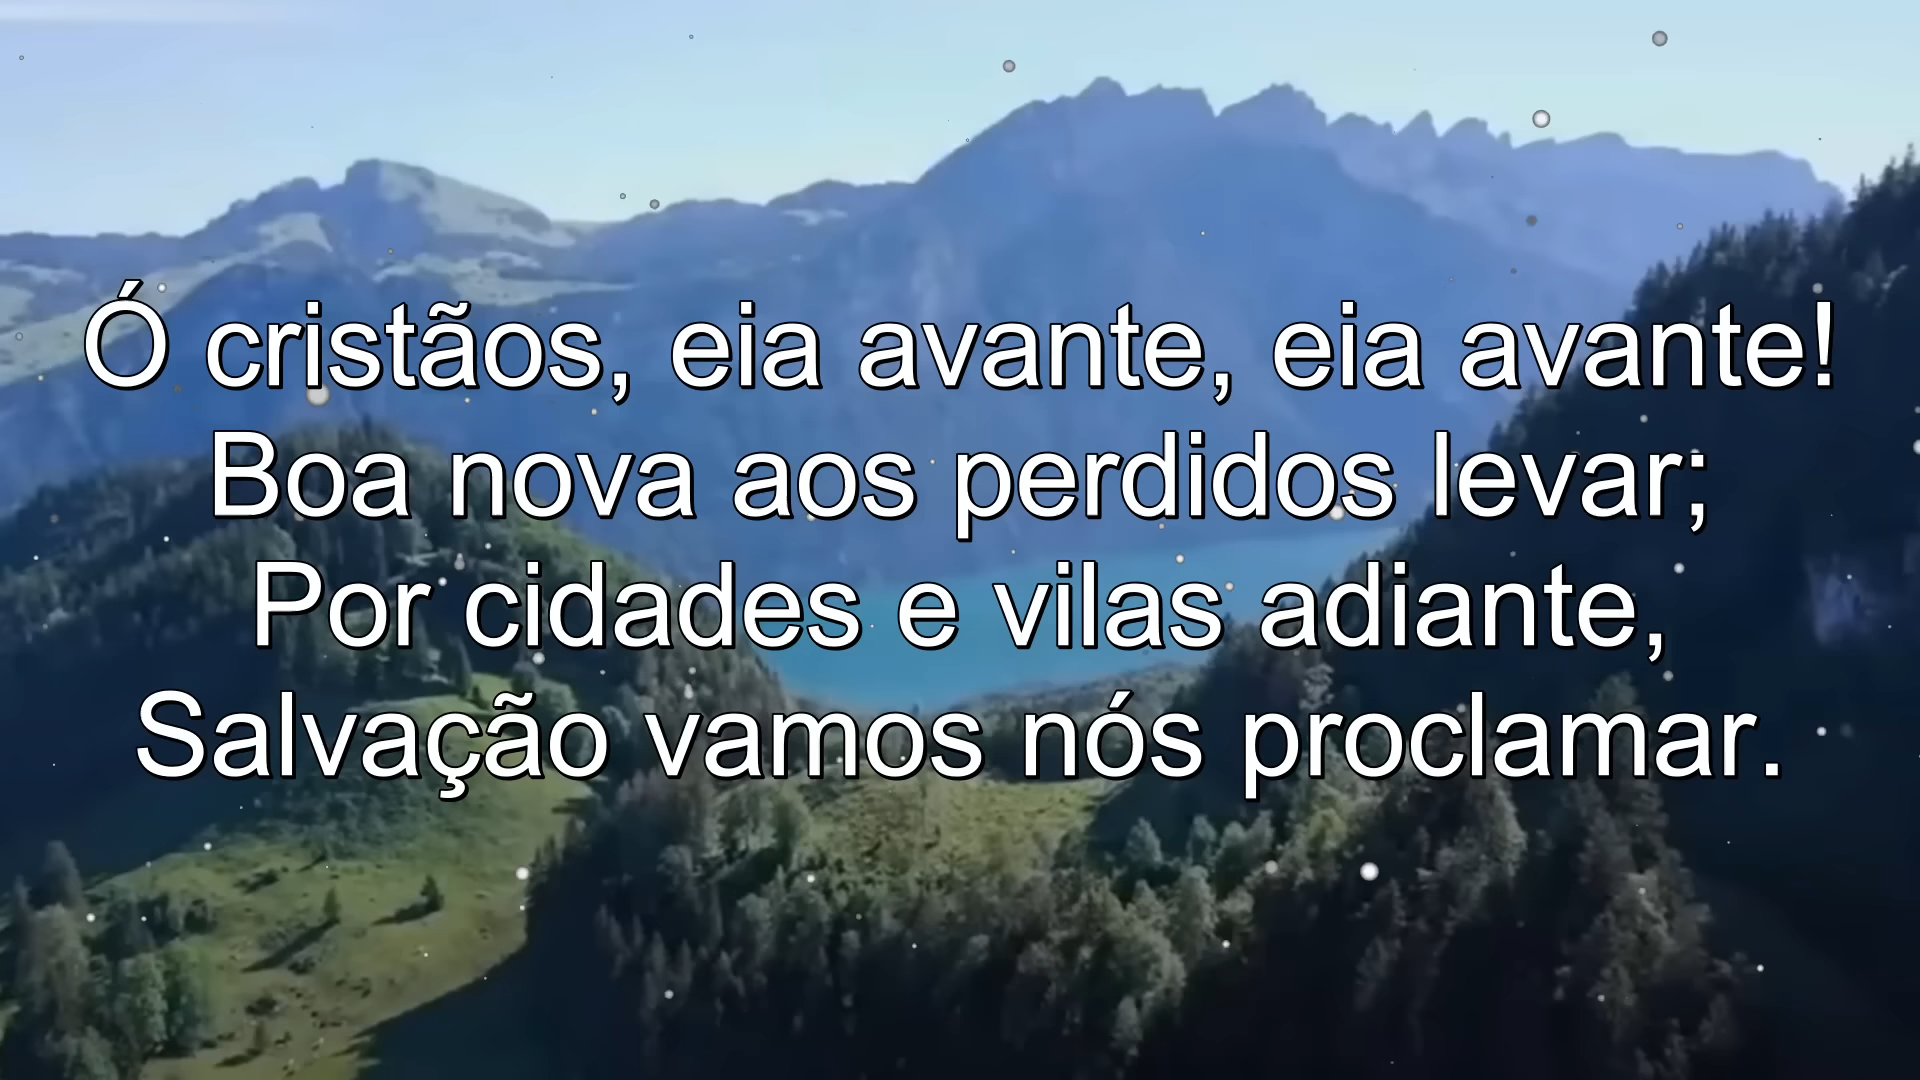 Ó cristãos, eia avante, eia avante!
Boa nova aos perdidos levar;
Por cidades e vilas adiante,
Salvação vamos nós proclamar.